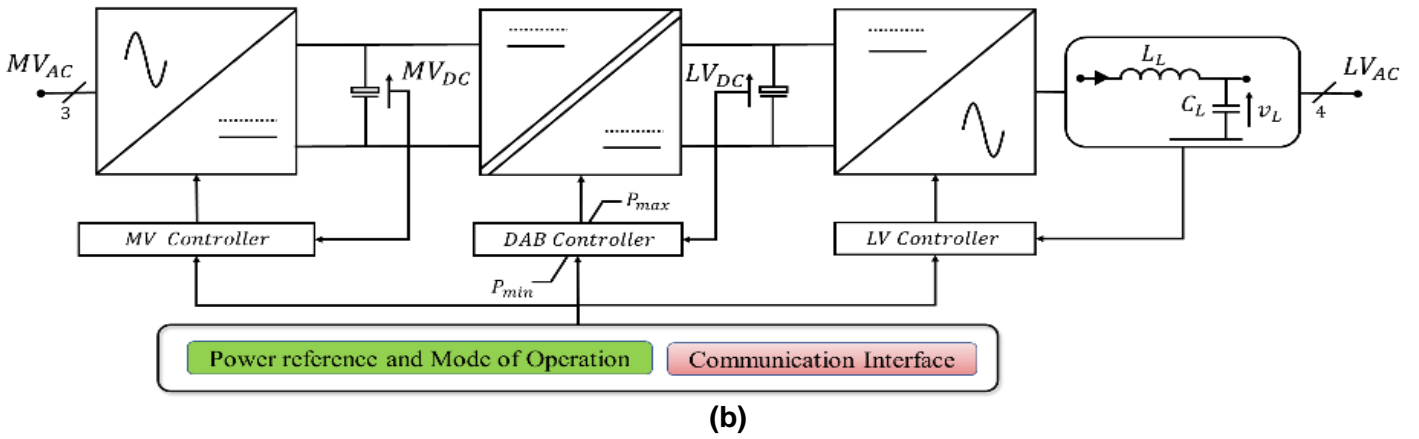 MV_AC
3
MV_DC
LV_DC
L_L
C_L
v_L
4
LV_AC
P_max
MV Controller
DAB Controller
LV Controller
P_min
Power reference and Mode of Operation
Communication Interface
(b)